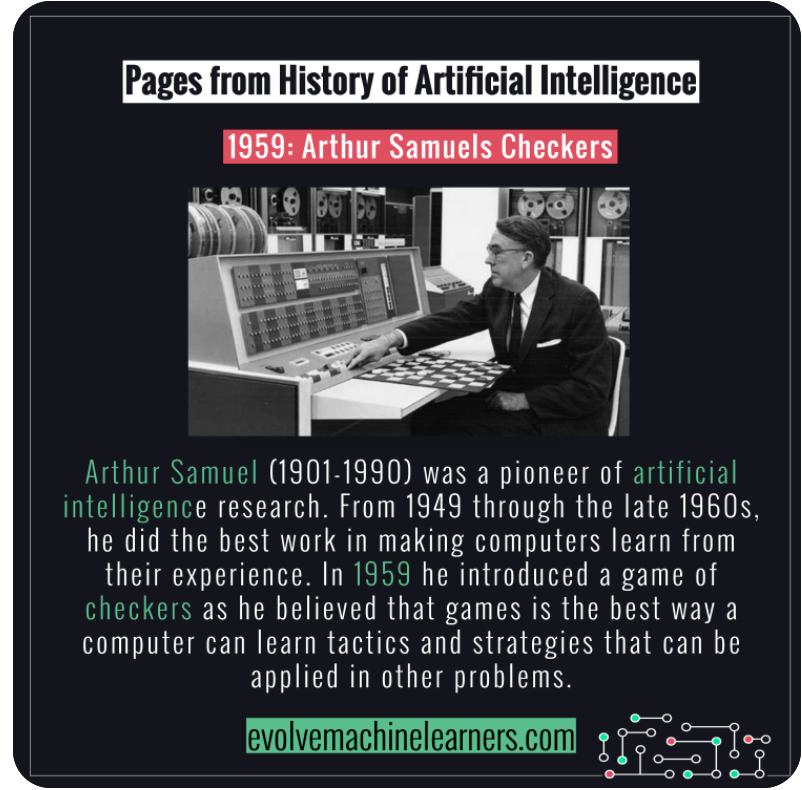 Pages from History of Artificial Intelligence
1959: Arthur Samuels Checkers
Arthur Samuel (1901-1990) was a pioneer of artificial
intelligence research. From 1949 through the late 1960s,
he did the best work in making computers learn from
their experience. In 1959 he introduced a game of
checkers as he believed that games is the best way a
computer can learn tactics and strategies that can be
applied in other problems.
evolvemachinelearners.com